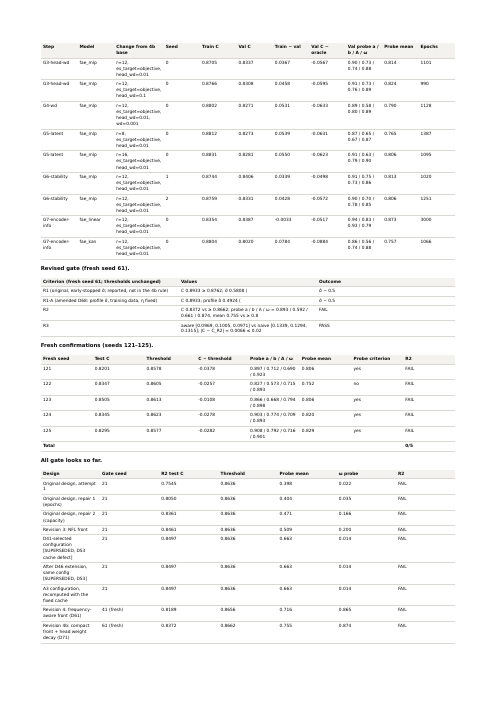 Step Model Change from 4b base Seed Train C Val C Train − val Val C − oracle Val probe a / b / A / ω Probe mean Epochs
G3-head-wd fae_mlp r=12, es_target=objective, head_wd=0.01 0 0.8705 0.8337 0.0367 -0.0567 0.90 / 0.73 / 0.74 / 0.88 0.814 1101
G3-head-wd fae_mlp r=12, es_target=objective, head_wd=0.1 0 0.8766 0.8308 0.0458 -0.0595 0.91 / 0.73 / 0.76 / 0.89 0.824 990
G4-wd fae_mlp r=12, es_target=objective, head_wd=0.01, wd=0.001 0 0.8802 0.8271 0.0531 -0.0633 0.89 / 0.58 / 0.80 / 0.89 0.790 1128
G5-latent fae_mlp r=8, es_target=objective, head_wd=0.01 0 0.8812 0.8273 0.0539 -0.0631 0.87 / 0.65 / 0.67 / 0.87 0.765 1387
G5-latent fae_mlp r=16, es_target=objective, head_wd=0.01 0 0.8831 0.8281 0.0550 -0.0623 0.91 / 0.63 / 0.79 / 0.90 0.806 1095
G6-stability fae_mlp r=12, es_target=objective, head_wd=0.01 1 0.8744 0.8406 0.0339 -0.0498 0.91 / 0.75 / 0.73 / 0.86 0.813 1020
G6-stability fae_mlp r=12, es_target=objective, head_wd=0.01 2 0.8759 0.8331 0.0428 -0.0572 0.90 / 0.70 / 0.78 / 0.85 0.806 1251
G7-encoder-info fae_linear r=12, es_target=objective, head_wd=0.01 0 0.8354 0.8387 -0.0033 -0.0517 0.94 / 0.83 / 0.93 / 0.79 0.873 3000
G7-encoder-info fae_kae r=12, es_target=objective, head_wd=0.01 0 0.8804 0.8020 0.0784 -0.0884 0.86 / 0.56 / 0.74 / 0.88 0.757 1066
Revised gate (fresh seed 61).
Criterion (fresh seed 61; thresholds unchanged) Values Outcome
R1 (original, early-stopped d̂; reported, not in the 4b rule) C 0.8933 ≥ 0.8762; d̂ 0.5808 ( d̂ − 0.5
R1-A (amended D68: profile d̂, training data, η fixed) C 0.8933; profile d̂ 0.4924 ( d̂ − 0.5
R2 C 0.8372 vs ≥ 0.8662; probe a / b / A / ω = 0.893 / 0.592 / 0.661 / 0.874, mean 0.755 vs ≥ 0.8 FAIL
R3 aware [0.0969, 0.1005, 0.0971] vs naive [0.1339, 0.1294, 0.1315]; |C − C_R2| = 0.0066 ≤ 0.02 PASS
Fresh confirmations (seeds 121–125).
Fresh seed Test C Threshold C − threshold Probe a / b / A / ω Probe mean Probe criterion R2
121 0.8201 0.8578 -0.0378 0.897 / 0.712 / 0.690 / 0.923 0.806 yes FAIL
122 0.8347 0.8605 -0.0257 0.827 / 0.573 / 0.715 / 0.893 0.752 no FAIL
123 0.8505 0.8613 -0.0108 0.866 / 0.668 / 0.794 / 0.898 0.806 yes FAIL
124 0.8345 0.8623 -0.0278 0.903 / 0.774 / 0.709 / 0.893 0.820 yes FAIL
125 0.8295 0.8577 -0.0282 0.908 / 0.792 / 0.716 / 0.901 0.829 yes FAIL
Total 0/5
All gate looks so far.
Design Gate seed R2 test C Threshold Probe mean ω probe R2
Original design, attempt 1 21 0.7545 0.8636 0.398 0.022 FAIL
Original design, repair 1 (epochs) 21 0.8050 0.8636 0.403 0.035 FAIL
Original design, repair 2 (capacity) 21 0.8361 0.8636 0.471 0.166 FAIL
Revision 3: NFL front 21 0.8461 0.8636 0.509 0.200 FAIL
D41-selected configuration [SUPERSEDED, D53 cache defect] 21 0.8497 0.8636 0.663 0.014 FAIL
After D46 extension, same config [SUPERSEDED, D53] 21 0.8497 0.8636 0.663 0.014 FAIL
A3 configuration, recomputed with the fixed cache 21 0.8497 0.8636 0.663 0.014 FAIL
Revision 4: frequency-aware front (D61) 41 (fresh) 0.8189 0.8656 0.716 0.865 FAIL
Revision 4b: compact front + head weight decay (D71) 61 (fresh) 0.8372 0.8662 0.755 0.874 FAIL